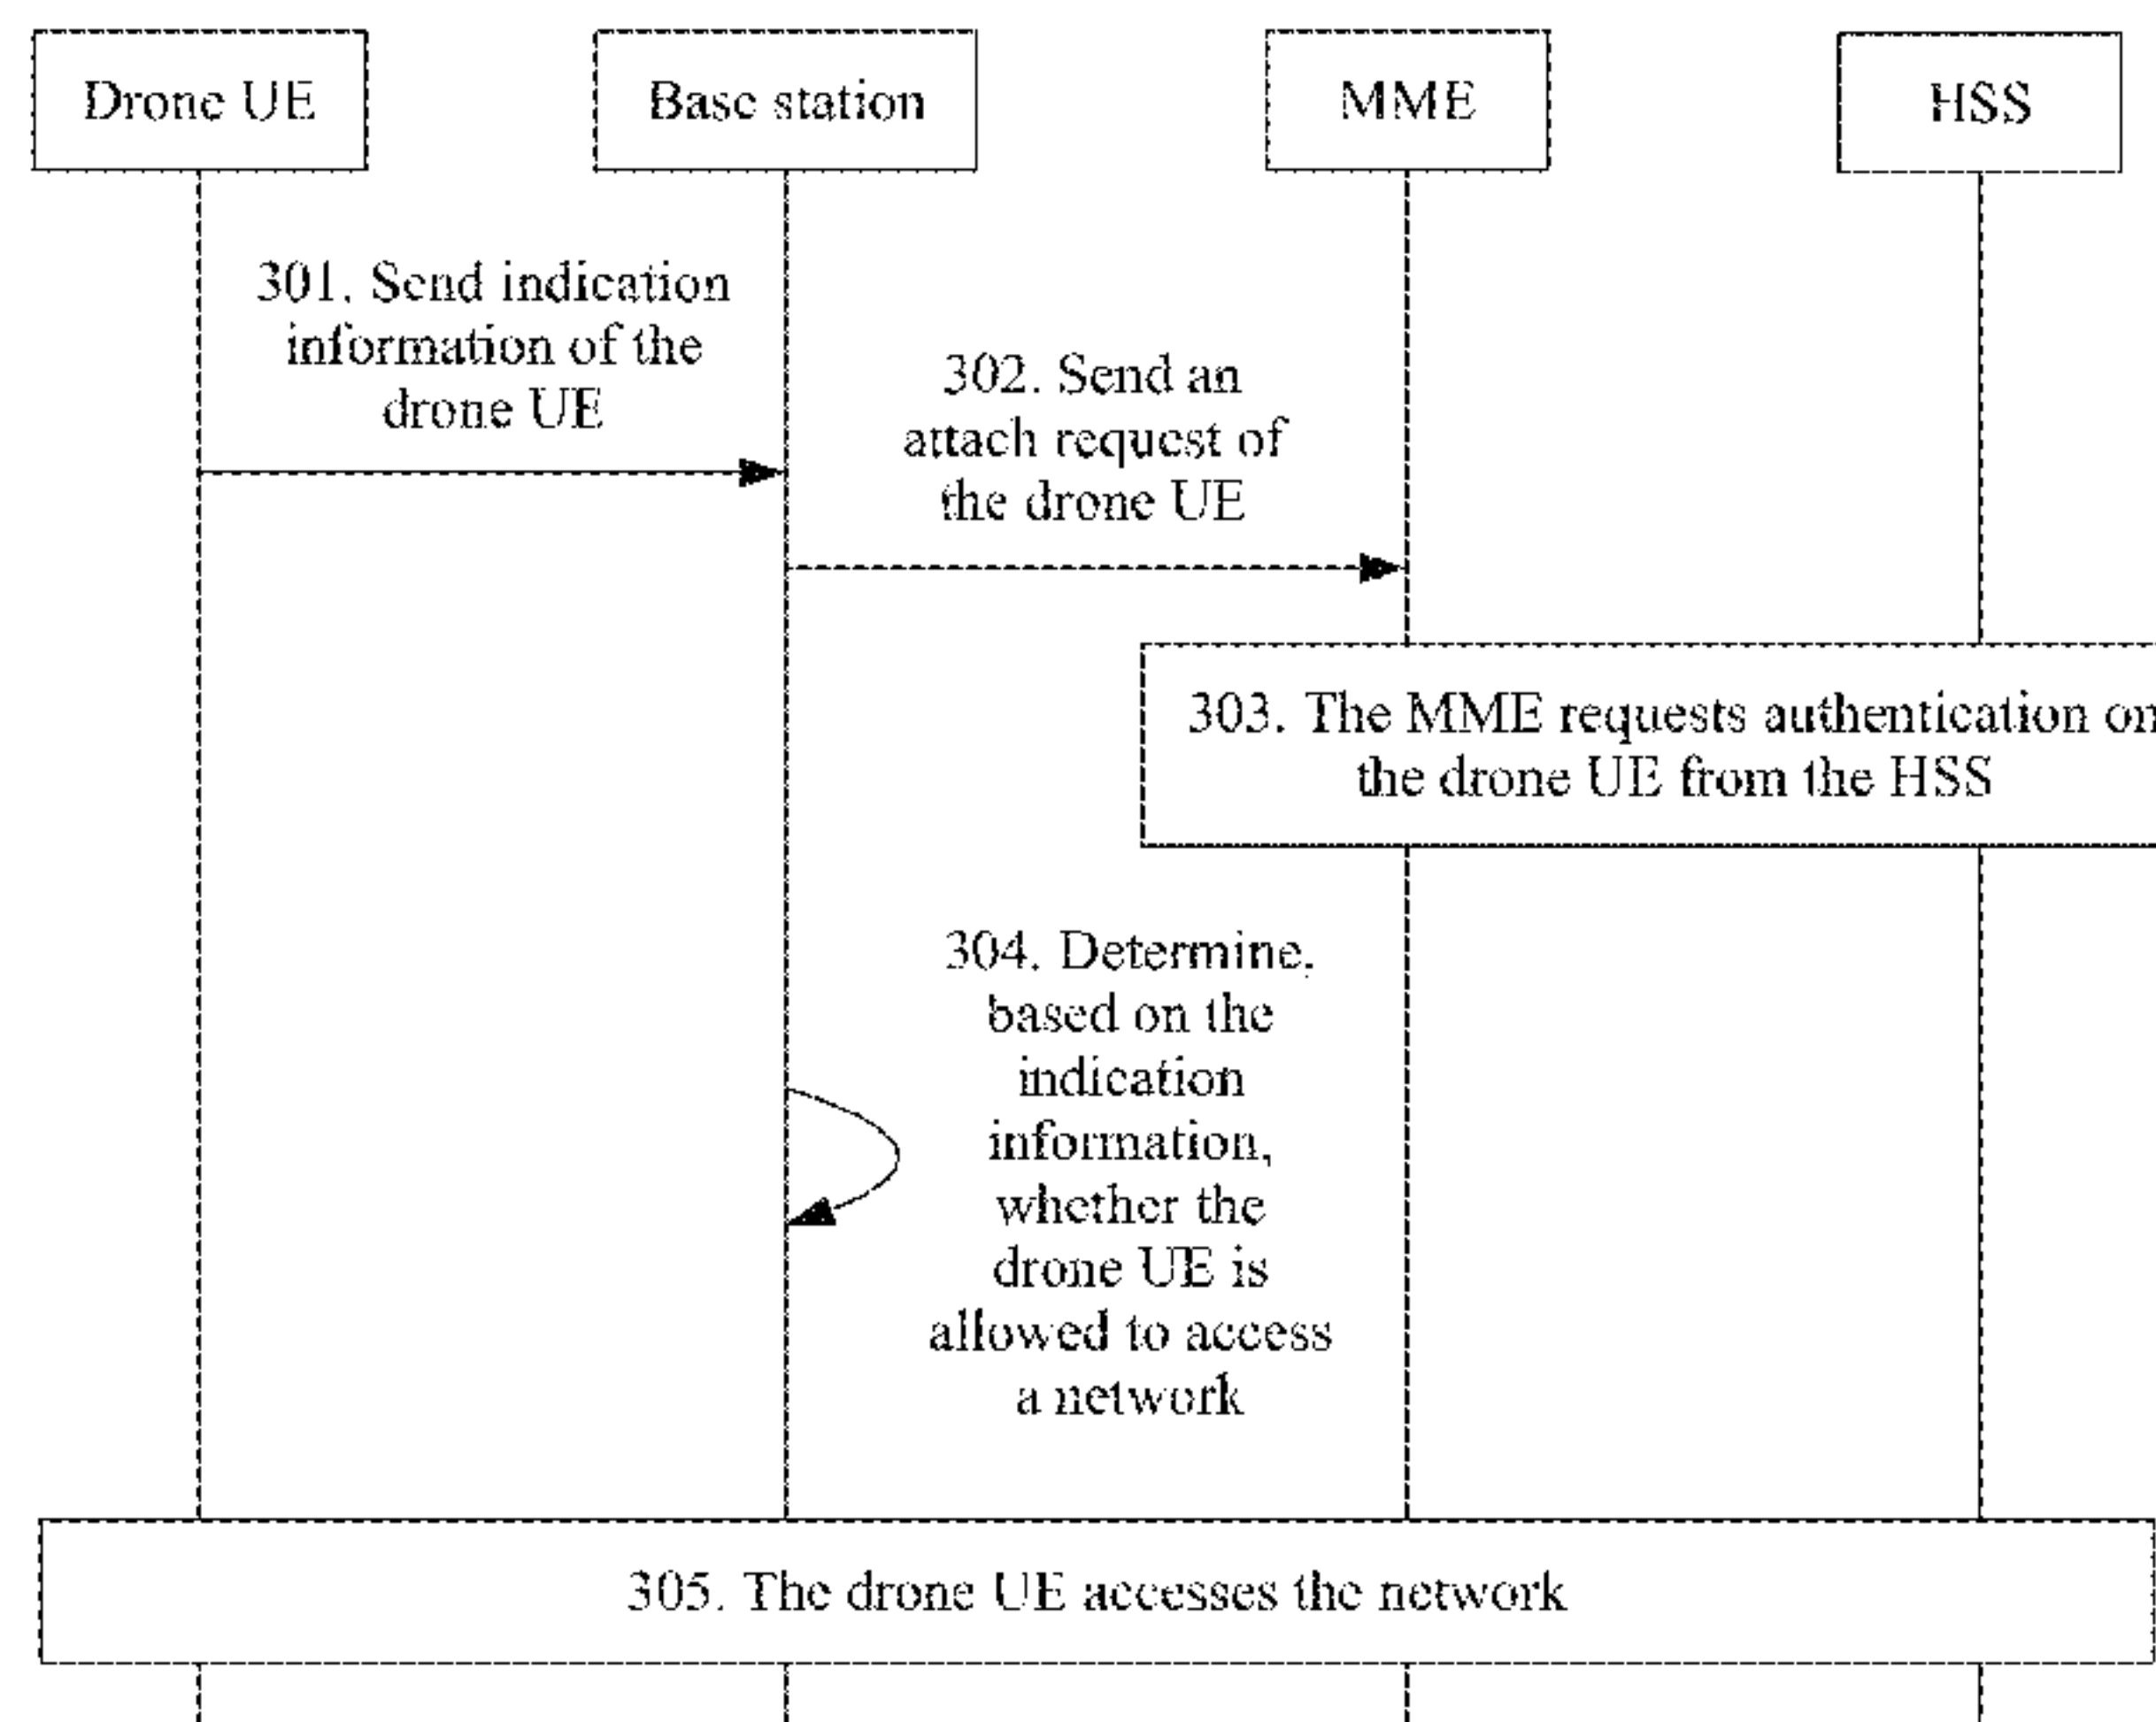 Drone UE
Base station
MME
HSS
301. Send indication
information of the
drone UE
302. Send an
attach request of
the drone UE
303. The MME requests authentication on
the drone UE from the HSS
304. Determine,
based on the
indication
information,
whether the
drone UE is
allowed to access
a network
305. The drone UE accesses the network